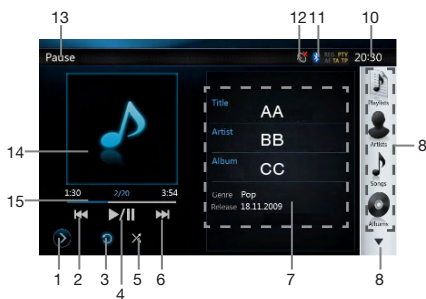 13 12 11 10
Pause REG PTY AF TA TP 20:30
Title
AA
Artist
BB
Album
CC
Genre Pop
Release 18.11.2009
Playlists
Artists
Songs
Albums
8
14
1:30 2/20 3:54
15
1 2 3 4 5 6 7 8